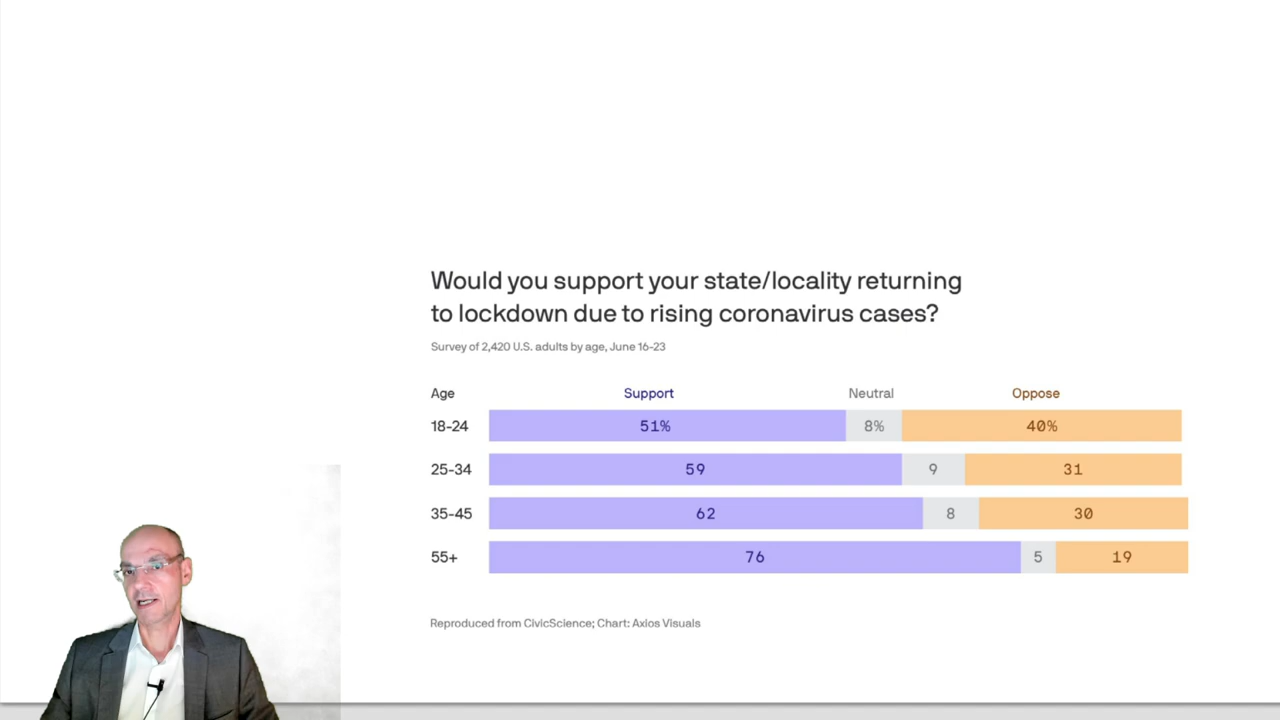 Would you support your state/locality returning
to lockdown due to rising coronavirus cases?
Survey of 2,420 U.S. adults by age, June 16-23
Age Support Neutral Oppose
18-24 51% 8% 40%
25-34 59 9 31
35-45 62 8 30
55+ 76 5 19
Reproduced from CivicScience; Chart: Axios Visuals